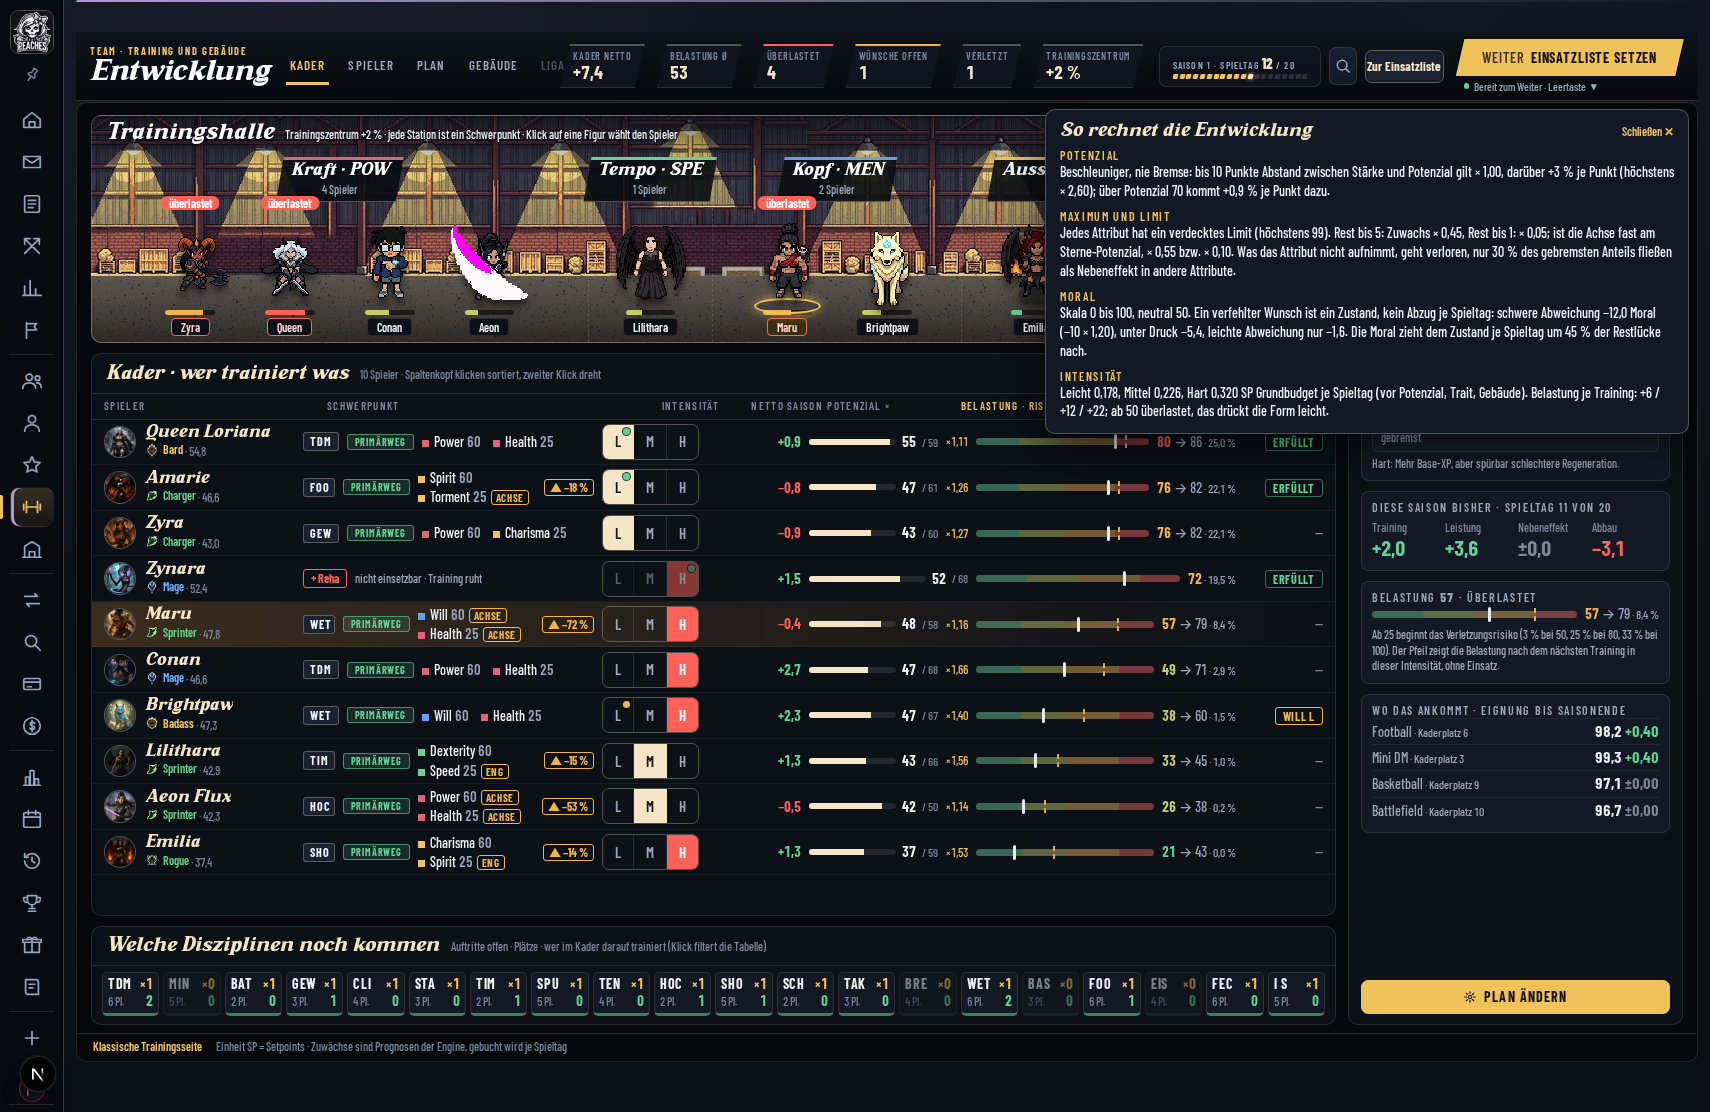 TEAM · TRAINING UND GEBÄUDE
Entwicklung
KADER
SPIELER
PLAN
GEBÄUDE
LIGA
KADER NETTO
+7,4
BELASTUNG Ø
53
ÜBERLASTET
4
WÜNSCHE OFFEN
1
VERLETZT
1
TRAININGSZENTRUM
+2 %
SAISON 1 · SPIELTAG 12 / 20
Zur Einsatzliste
WEITER EINSATZLISTE SETZEN
Bereit zum Weiter · Leertaste ▼
Trainingshalle Trainingszentrum +2 % · jede Station ist ein Schwerpunkt · Klick auf eine Figur wählt den Spieler
Kraft · POW
4 Spieler
Tempo · SPE
1 Spieler
Kopf · MEN
2 Spieler
Auss
überlastet
überlastet
überlastet
Zyra
Queen
Conan
Aeon
Lilithara
Maru
Brightpaw
Emilia
So rechnet die Entwicklung
Schließen ✕
POTENZIAL
Beschleuniger, nie Bremse: bis 10 Punkte Abstand zwischen Stärke und Potenzial gilt × 1,00, darüber +3 % je Punkt (höchstens
× 2,60); über Potenzial 70 kommt +0,9 % je Punkt dazu.
MAXIMUM UND LIMIT
Jedes Attribut hat ein verdecktes Limit (höchstens 99). Rest bis 5: Zuwachs × 0,45, Rest bis 1: × 0,05; ist die Achse fast am
Sterne-Potenzial, × 0,55 bzw. × 0,10. Was das Attribut nicht aufnimmt, geht verloren, nur 30 % des gebremsten Anteils fließen
als Nebeneffekt in andere Attribute.
MORAL
Skala 0 bis 100, neutral 50. Ein verfehlter Wunsch ist ein Zustand, kein Abzug je Spieltag: schwere Abweichung −12,0 Moral
(−10 × 1,20), unter Druck −5,4, leichte Abweichung nur −1,6. Die Moral zieht dem Zustand je Spieltag um 45 % der Restlücke
nach.
INTENSITÄT
Leicht 0,178, Mittel 0,226, Hart 0,320 SP Grundbudget je Spieltag (vor Potenzial, Trait, Gebäude). Belastung je Training: +6 /
+12 / +22; ab 50 überlastet, das drückt die Form leicht.
Kader · wer trainiert was 10 Spieler · Spaltenkopf klicken sortiert, zweiter Klick dreht
SPIELER SCHWERPUNKT INTENSITÄT NETTO SAISON POTENZIAL × BELASTUNG · RIS
Queen Loriana
Bard · 54,8
TDM PRIMÄRWEG Power 60 Health 25 L M H +0,9 55 / 59 ×1,11 80 → 86 · 25,0 % ERFÜLLT
Amarie
Charger · 46,6
FOO PRIMÄRWEG Spirit 60
Torment 25 ACHSE ▲ −18 % L M H −0,8 47 / 61 ×1,26 76 → 82 · 22,1 % ERFÜLLT
Zyra
Charger · 43,0
GEW PRIMÄRWEG Power 60 Charisma 25 L M H −0,9 43 / 60 ×1,27 76 → 82 · 22,1 % –
Zynara
Mage · 52,4
+ Reha nicht einsetzbar · Training ruht L M H +1,5 52 / 68 72 · 19,5 % ERFÜLLT
Maru
Sprinter · 47,8
WET PRIMÄRWEG Will 60 ACHSE
Health 25 ACHSE ▲ −72 % L M H −0,4 48 / 58 ×1,16 57 → 79 · 8,4 % –
Conan
Mage · 46,6
TDM PRIMÄRWEG Power 60 Health 25 L M H +2,7 47 / 68 ×1,66 49 → 71 · 2,9 % –
Brightpaw
Badass · 47,3
WET PRIMÄRWEG Will 60 Health 25 L M H +2,3 47 / 67 ×1,40 38 → 60 · 1,5 % WILL L
Lilithara
Sprinter · 42,9
TIM PRIMÄRWEG Dexterity 60
Speed 25 ENG ▲ −15 % L M H +1,3 43 / 66 ×1,56 33 → 45 · 1,0 % –
Aeon Flux
Sprinter · 42,3
HOC PRIMÄRWEG Power 60 ACHSE
Health 25 ACHSE ▲ −53 % L M H −0,5 42 / 50 ×1,14 26 → 38 · 0,2 % –
Emilia
Rogue · 37,4
SHO PRIMÄRWEG Charisma 60
Spirit 25 ENG ▲ −14 % L M H +1,3 37 / 59 ×1,53 21 → 43 · 0,0 % –
gebremst
Hart: Mehr Base-XP, aber spürbar schlechtere Regeneration.
DIESE SAISON BISHER · SPIELTAG 11 VON 20
Training Leistung Nebeneffekt Abbau
+2,0 +3,6 ±0,0 −3,1
BELASTUNG 57 · ÜBERLASTET
57 → 79 · 8,4 %
Ab 25 beginnt das Verletzungsrisiko (3 % bei 50, 25 % bei 80, 33 % bei
100). Der Pfeil zeigt die Belastung nach dem nächsten Training in
dieser Intensität, ohne Einsatz.
WO DAS ANKOMMT · EIGNUNG BIS SAISONENDE
Football · Kaderplatz 6 98,2 +0,40
Mini DM · Kaderplatz 3 99,3 +0,40
Basketball · Kaderplatz 9 97,1 ±0,00
Battlefield · Kaderplatz 10 96,7 ±0,00
PLAN ÄNDERN
Welche Disziplinen noch kommen Auftritte offen · Plätze · wer im Kader darauf trainiert (Klick filtert die Tabelle)
TDM ×1 MIN ×0 BAT ×1 GEW ×1 CLI ×1 STA ×1 TIM ×1 SPU ×1 TEN ×1 HOC ×1 SHO ×1 SCH ×1 TAK ×1 BRE ×0 WET ×1 BAS ×0 FOO ×1 EIS ×0 FEC ×1 I S ×1
6 Pl. 2 5 Pl. 0 2 Pl. 0 3 Pl. 1 4 Pl. 0 3 Pl. 0 2 Pl. 1 5 Pl. 0 4 Pl. 0 2 Pl. 1 5 Pl. 1 2 Pl. 0 3 Pl. 0 4 Pl. 0 6 Pl. 2 3 Pl. 0 6 Pl. 1 4 Pl. 0 6 Pl. 0 5 Pl. 0
Klassische Trainingsseite Einheit SP = Setpoints · Zuwächse sind Prognosen der Engine, gebucht wird je Spieltag
N